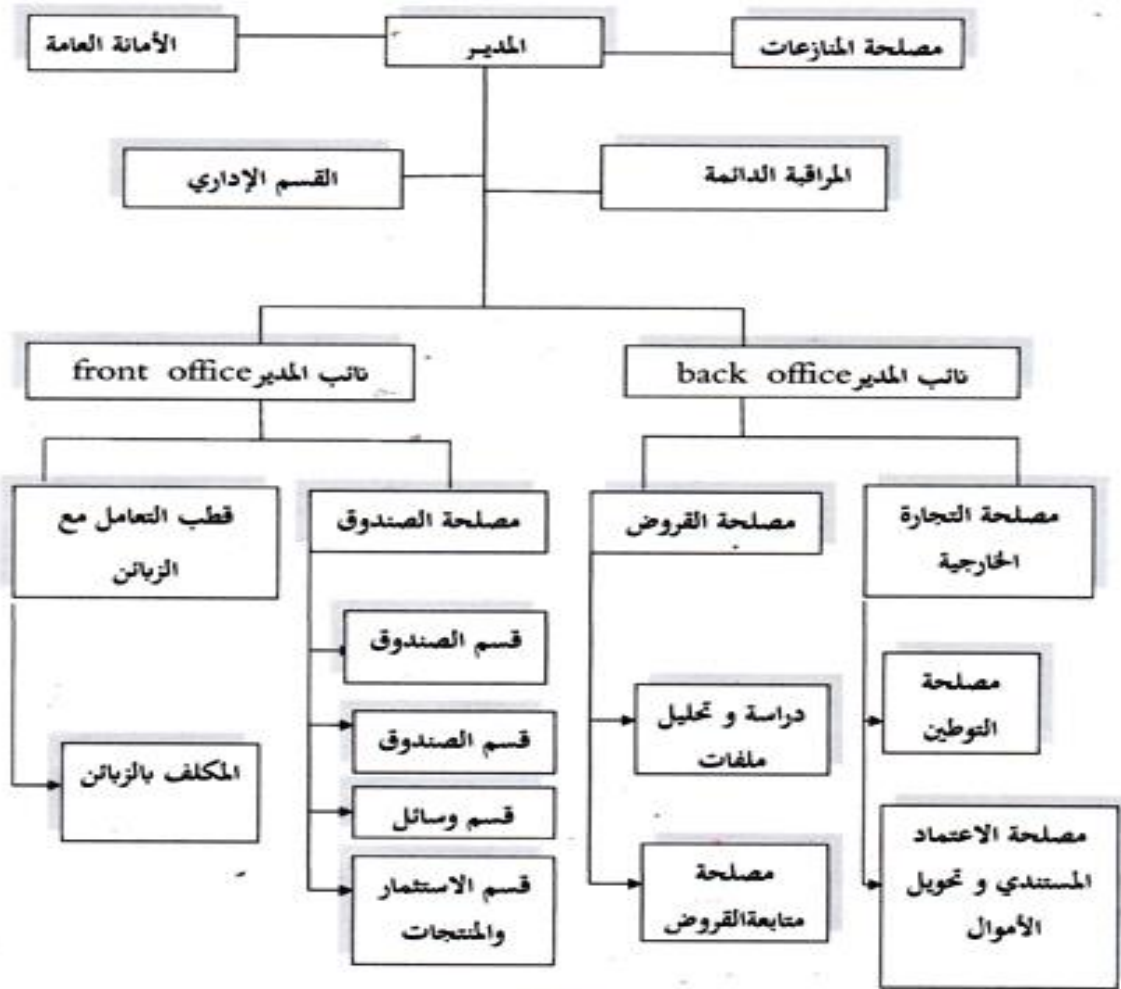 مصلحة المنازعات
المديـر
الأمانة العامة
المراقبة الدائمة
القسم الإداري
نائب المدير back office
نائب المدير front office
مصلحة التجارة
الخارجية
مصلحة القروض
مصلحة الصندوق
قطب التعامل مع
الزبائن
مصلحة
التوطين
مصلحة الاعتماد
المستندي و تحويل
الأموال
دراسة و تحليل
ملفات
مصلحة
متابعةالقروض
قسم الصندوق
قسم الصندوق
قسم وسائل
قسم الاستثمار
والمنتجات
المكلف بالزبائن